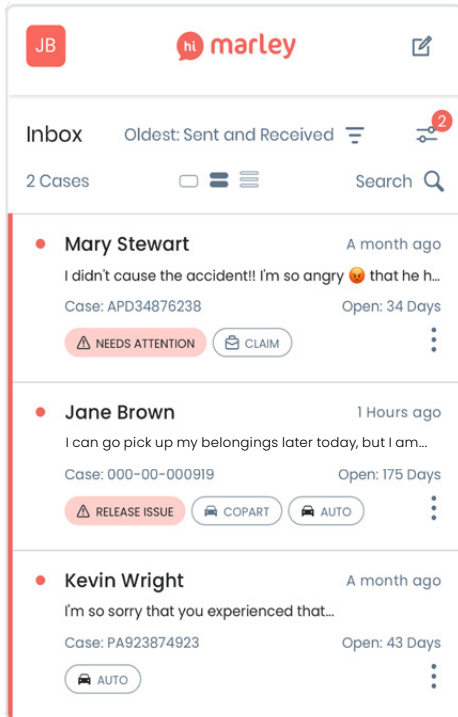 JB
hi marley
Inbox
Oldest: Sent and Received
2
2 Cases
Search
Mary Stewart
A month ago
I didn't cause the accident!! I'm so angry 😡 that he h...
Case: APD34876238
Open: 34 Days
NEEDS ATTENTION
CLAIM
Jane Brown
1 Hours ago
I can go pick up my belongings later today, but I am...
Case: 000-00-000919
Open: 175 Days
RELEASE ISSUE
COPART
AUTO
Kevin Wright
A month ago
I'm so sorry that you experienced that...
Case: PA923874923
Open: 43 Days
AUTO